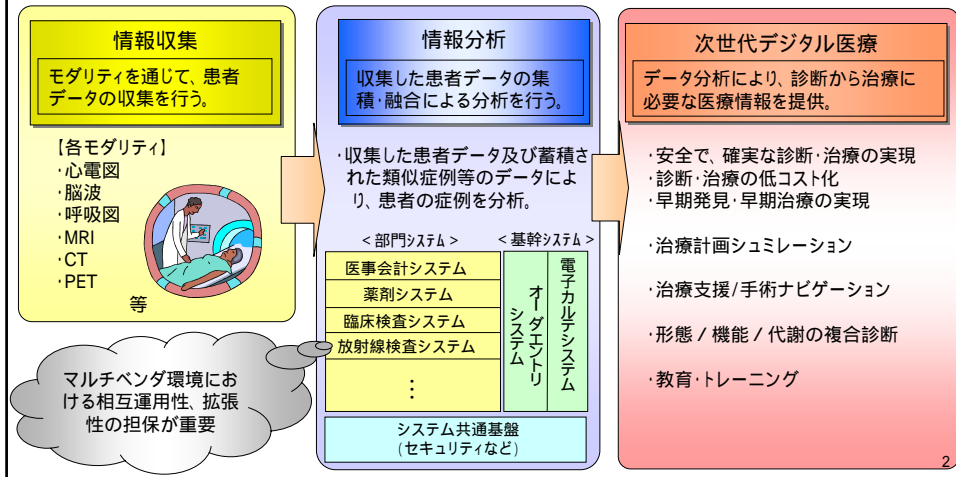 情報収集
モダリティを通じて、患者
データの収集を行う。
【各モダリティ】
・心電図
・脳波
・呼吸図
・MRI
・CT
・PET
等
マルチベンダ環境にお
ける相互運用性、拡張
性の担保が重要
情報分析
収集した患者データの集
積・融合による分析を行う。
・収集した患者データ及び蓄積さ
れた類似症例等のデータによ
り、患者の症例を分析。
<部門システム>
<基幹システム>
医事会計システム
薬剤システム
臨床検査システム
放射線検査システム
⋮
オーダエントリ
システム
電子カルテシステム
システム共通基盤
(セキュリティなど)
次世代デジタル医療
データ分析により、診断から治療に
必要な医療情報を提供。
・安全で、確実な診断・治療の実現
・診断・治療の低コスト化
・早期発見・早期治療の実現
・治療計画シュミレーション
・治療支援/手術ナビゲーション
・形態/機能/代謝の複合診断
・教育・トレーニング
2